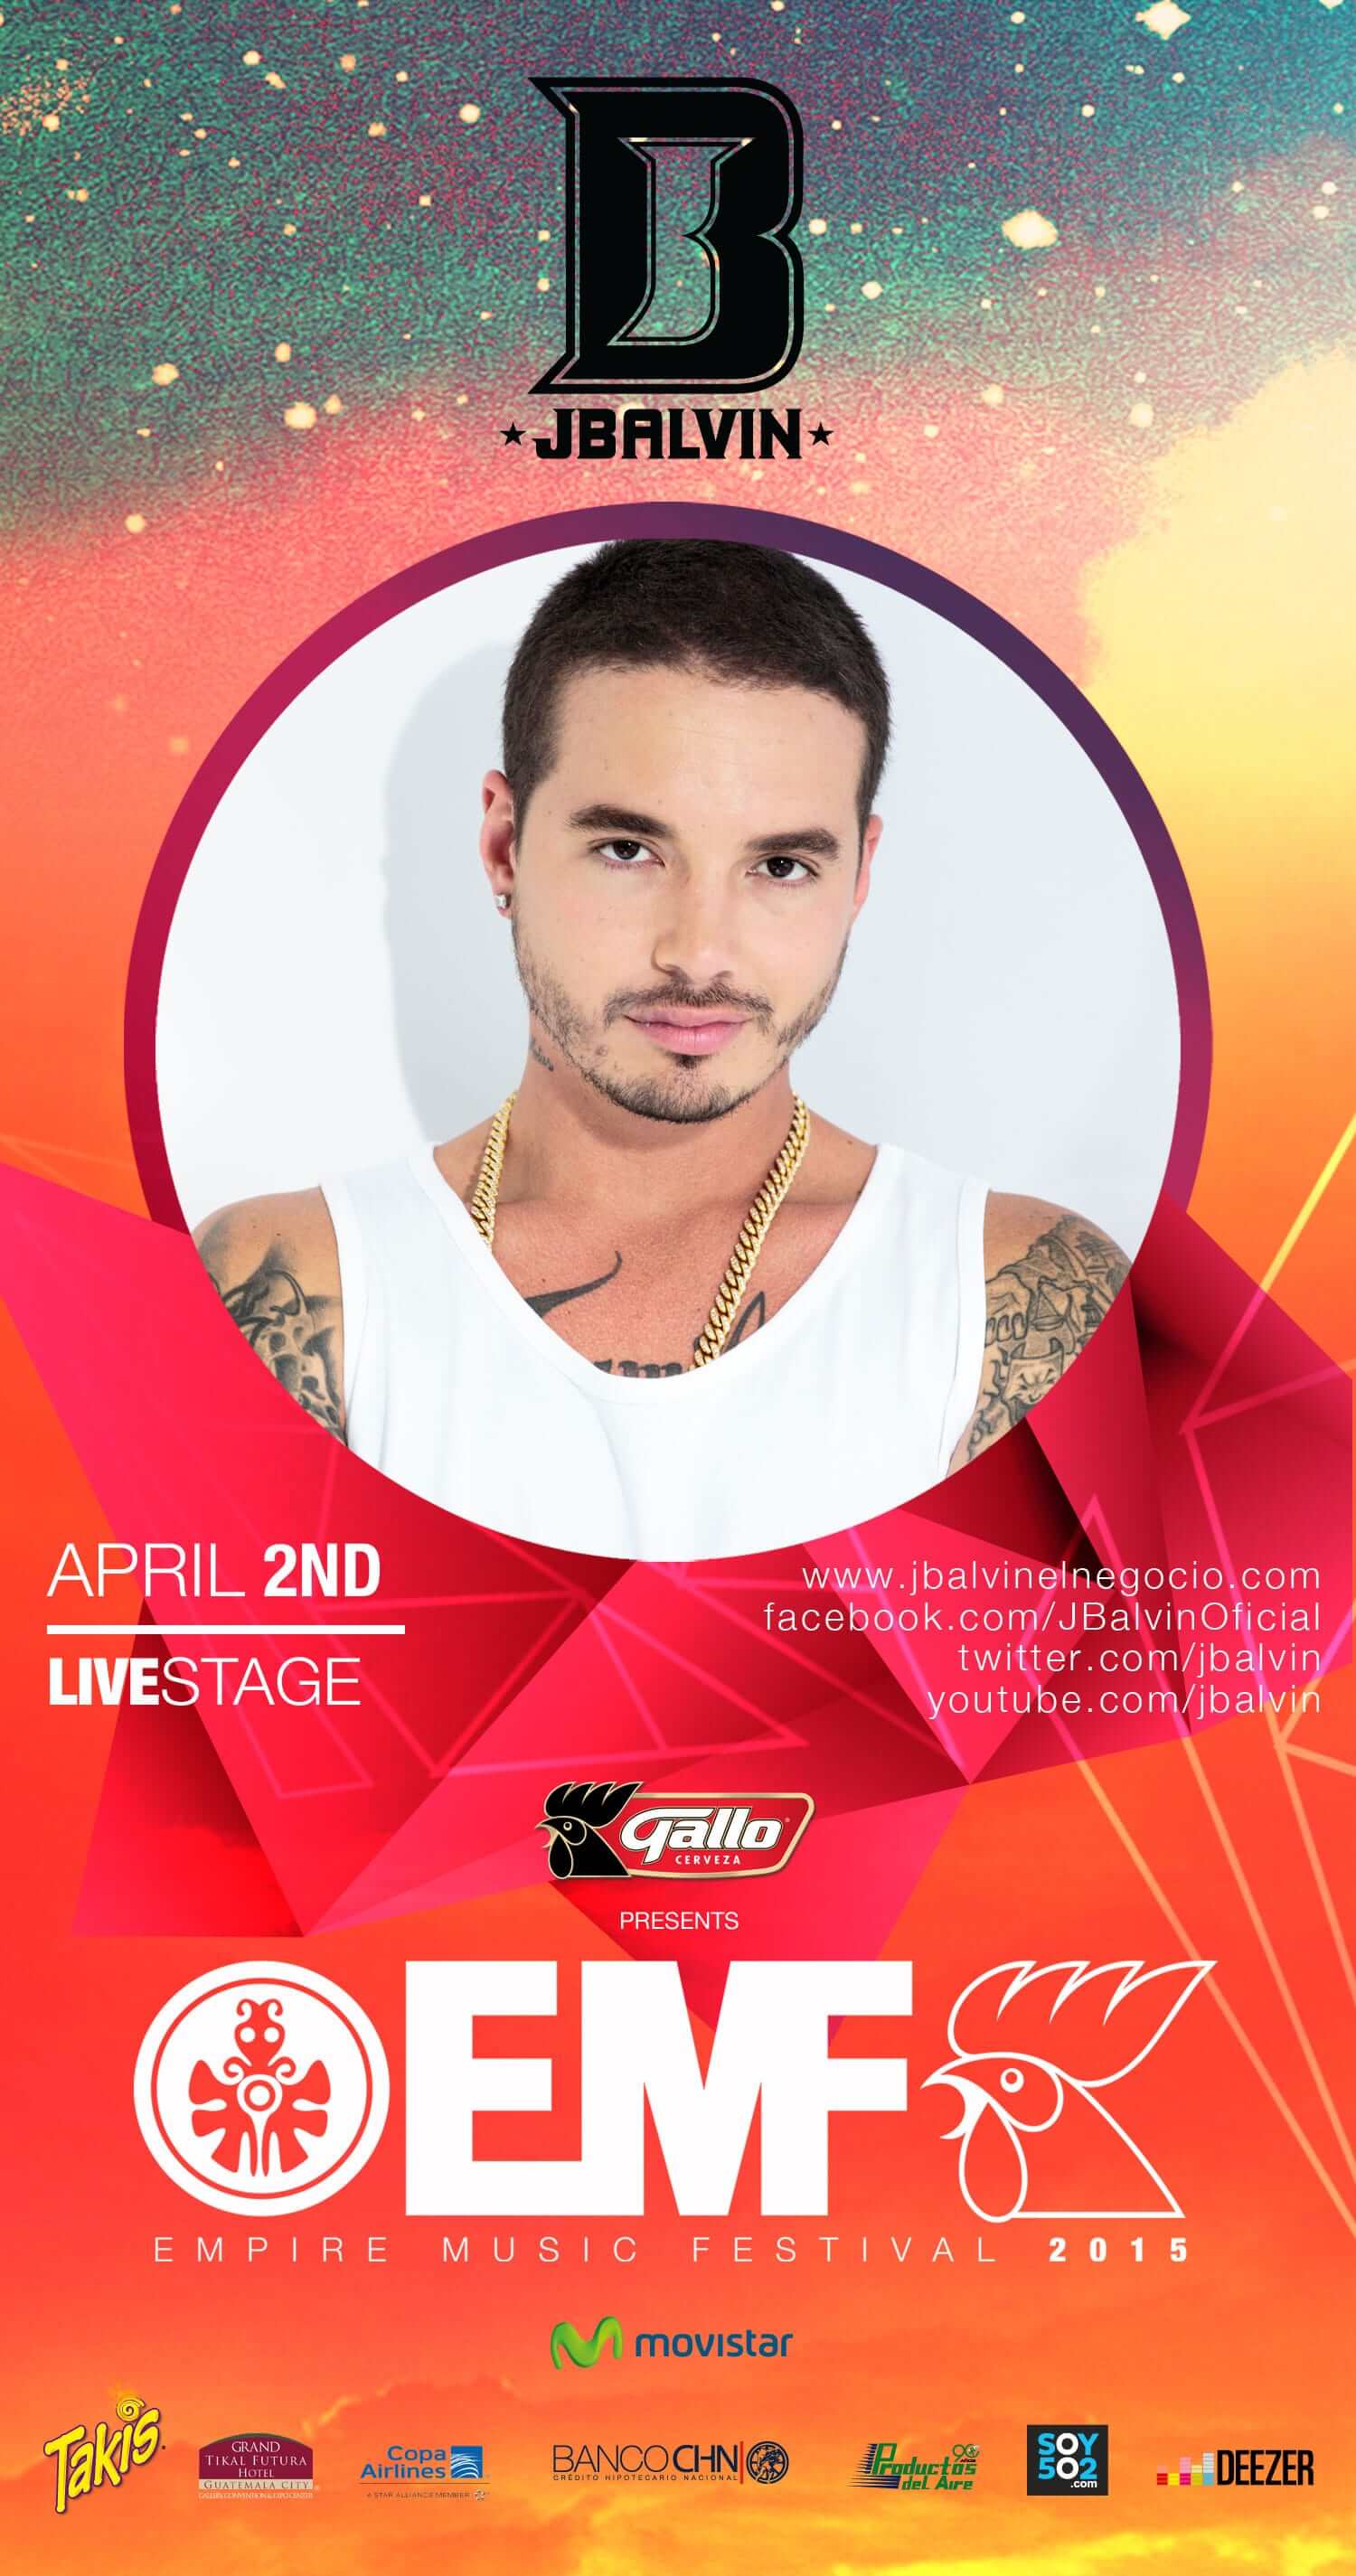 JB
JBALVIN
APRIL 2ND
LIVESTAGE
www.jbalvinelnegocio.com
facebook.com/JBalvinOficial
twitter.com/jbalvin
youtube.com/jbalvin
Gallo
CERVEZA
PRESENTS
EMF
EMPIRE MUSIC FESTIVAL 2015
movistar
Takis
GRAND
TIKAL FUTURA
HOTEL
GUATEMALA CITY
Copa
Airlines
A STAR ALLIANCE MEMBER
BANCO CHN
CRÉDITO HIPOTECARIO NACIONAL
90
Productos
del Aire
SOY
502
.com
DEEZER